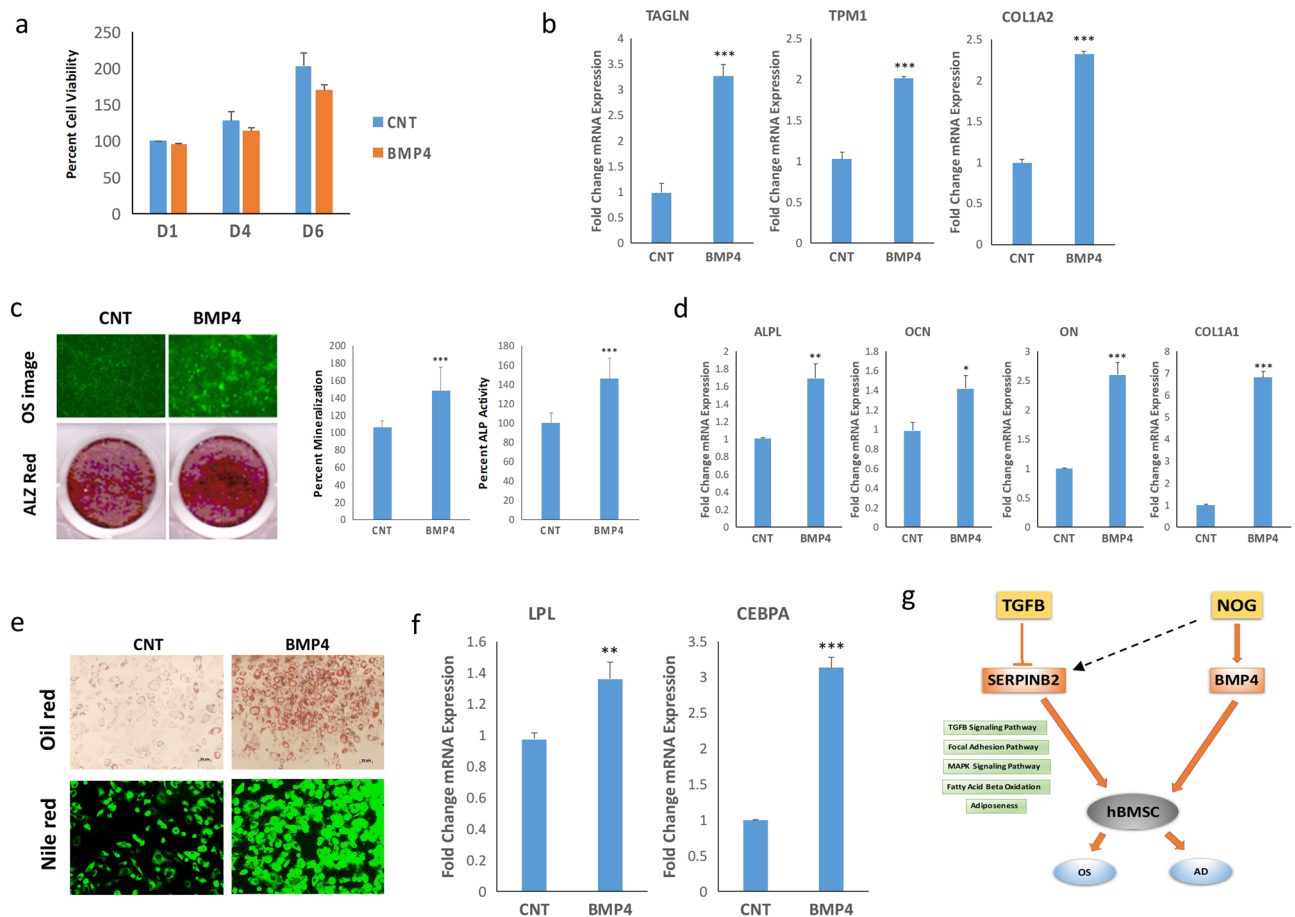 a
Percent Cell Viability
250
200
150
100
50
0
D1 D4 D6
CNT
BMP4
b
TAGLN
Fold Change mRNA Expression
4
3.5
3
2.5
2
1.5
1
0.5
0
***
CNT BMP4
TPM1
Fold Change mRNA Expression
2.5
2
1.5
1
0.5
0
***
CNT BMP4
COL1A2
Fold Change mRNA Expression
2.5
2
1.5
1
0.5
0
***
CNT BMP4
c
CNT BMP4
OS image
ALZ Red
Percent Mineralization
200
180
160
140
120
100
80
60
40
20
0
***
CNT BMP4
Percent ALP Activity
180
160
140
120
100
80
60
40
20
0
***
CNT BMP4
d
ALPL
Fold Change mRNA Expression
2
1.8
1.6
1.4
1.2
1
0.8
0.6
0.4
0.2
0
**
CNT BMP4
OCN
Fold Change mRNA Expression
1.8
1.6
1.4
1.2
1
0.8
0.6
0.4
0.2
0
*
CNT BMP4
ON
Fold Change mRNA Expression
3
2.5
2
1.5
1
0.5
0
***
CNT BMP4
COL1A1
Fold Change mRNA Expression
8
7
6
5
4
3
2
1
0
***
CNT BMP4
e
CNT BMP4
Oil red
Nile red
f
LPL
Fold Change mRNA Expression
1.6
1.4
1.2
1
0.8
0.6
0.4
0.2
0
**
CNT BMP4
CEBPA
Fold Change mRNA Expression
3.5
3
2.5
2
1.5
1
0.5
0
***
CNT BMP4
g
TGFB NOG
SERPINB2 BMP4
TGFB Signaling Pathway
Focal Adhesion Pathway
MAPK Signaling Pathway
Fatty Acid Beta Oxidation
Adiposeness
hBMSC
OS AD